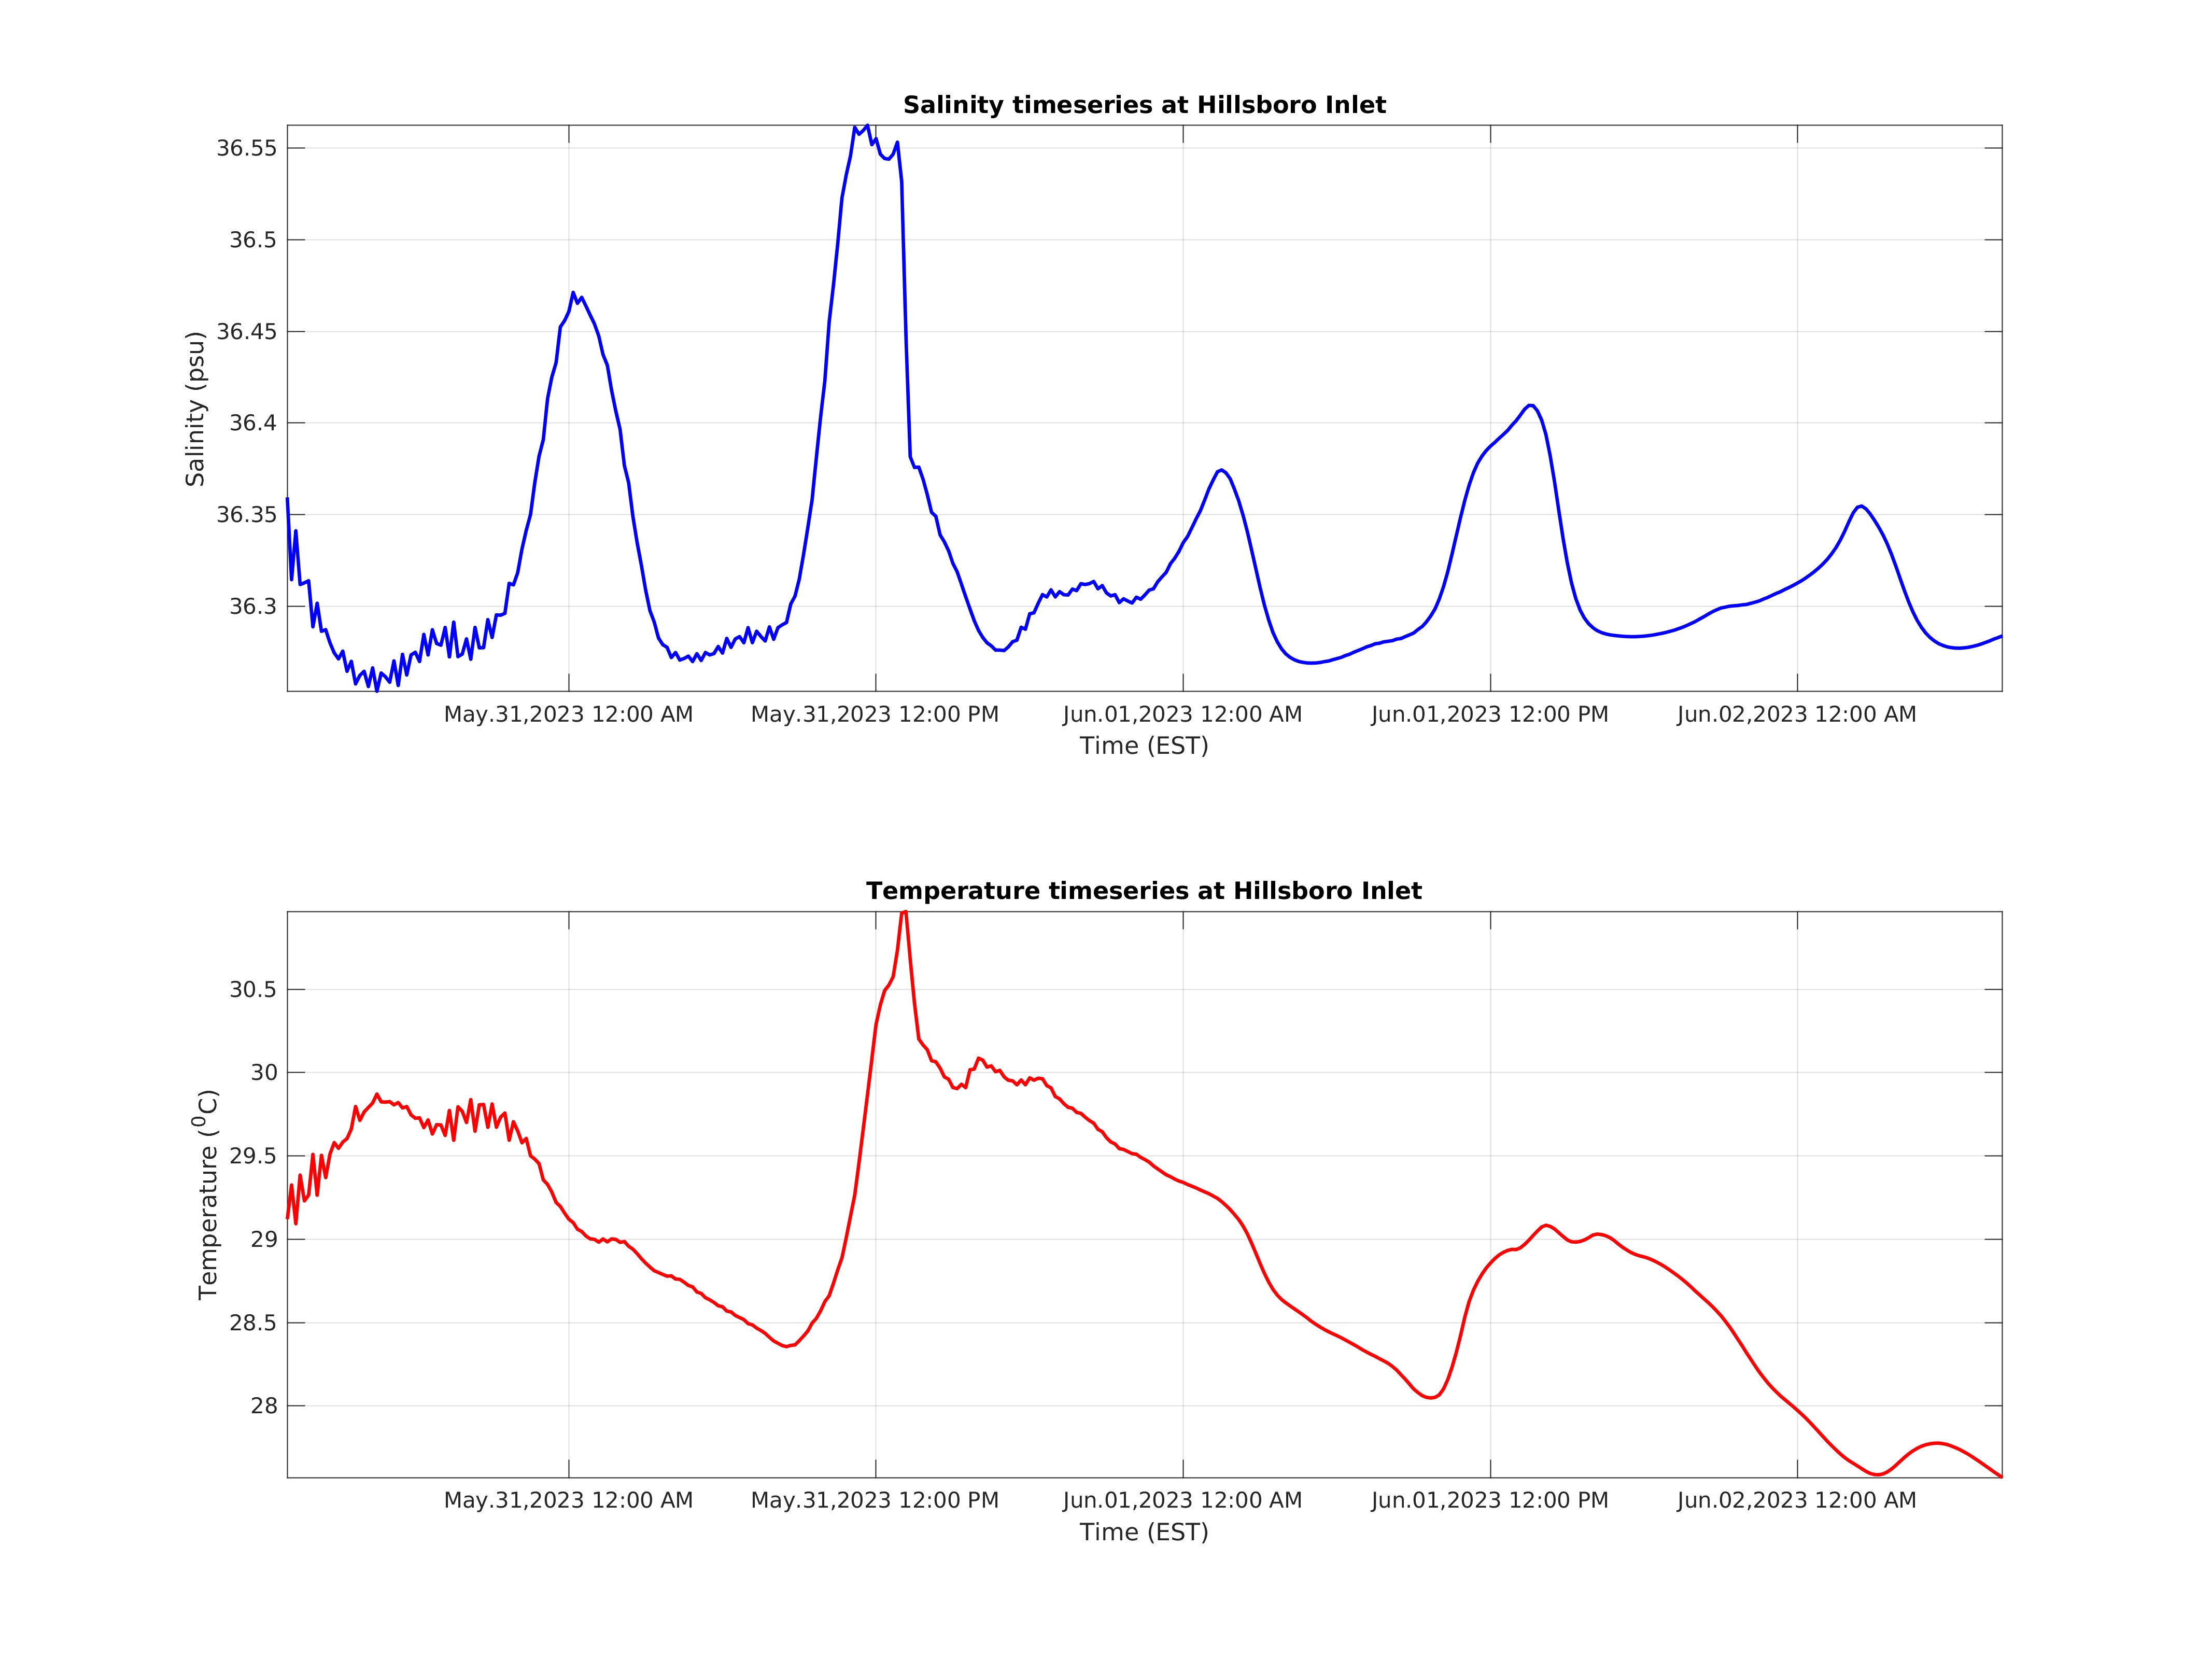 Salinity timeseries at Hillsboro Inlet
36.55
36.5
36.45
36.4
36.35
36.3
Salinity (psu)
May.31,2023 12:00 AM May.31,2023 12:00 PM Jun.01,2023 12:00 AM Jun.01,2023 12:00 PM Jun.02,2023 12:00 AM
Time (EST)
Temperature timeseries at Hillsboro Inlet
30.5
30
29.5
29
28.5
28
Temperature (⁰C)
May.31,2023 12:00 AM May.31,2023 12:00 PM Jun.01,2023 12:00 AM Jun.01,2023 12:00 PM Jun.02,2023 12:00 AM
Time (EST)